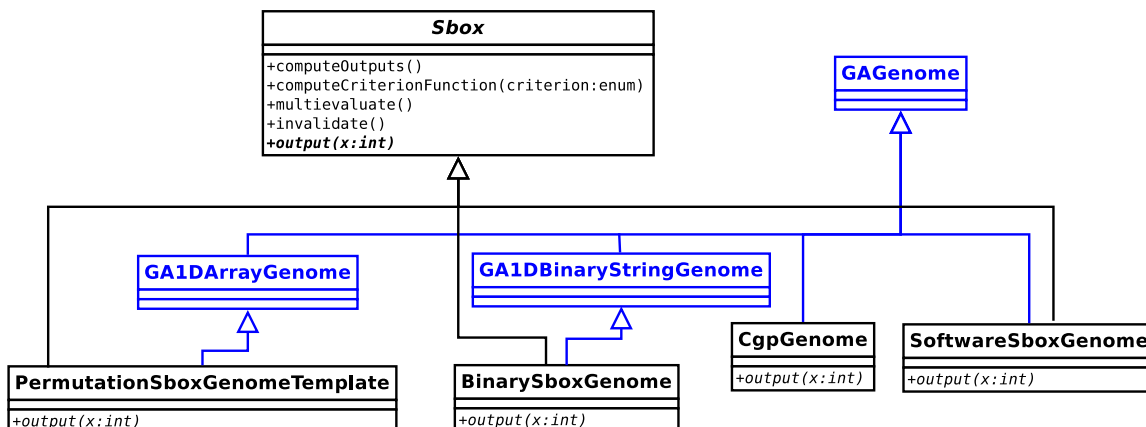 Sbox
+computeOutputs()
+computeCriterionFunction(criterion:enum)
+multievaluate()
+invalidate()
+output(x:int)
GAGenome
GA1DArrayGenome
GA1DBinaryStringGenome
CgpGenome
+output(x:int)
SoftwareSboxGenome
+output(x:int)
PermutationSboxGenomeTemplate
+output(x:int)
BinarySboxGenome
+output(x:int)